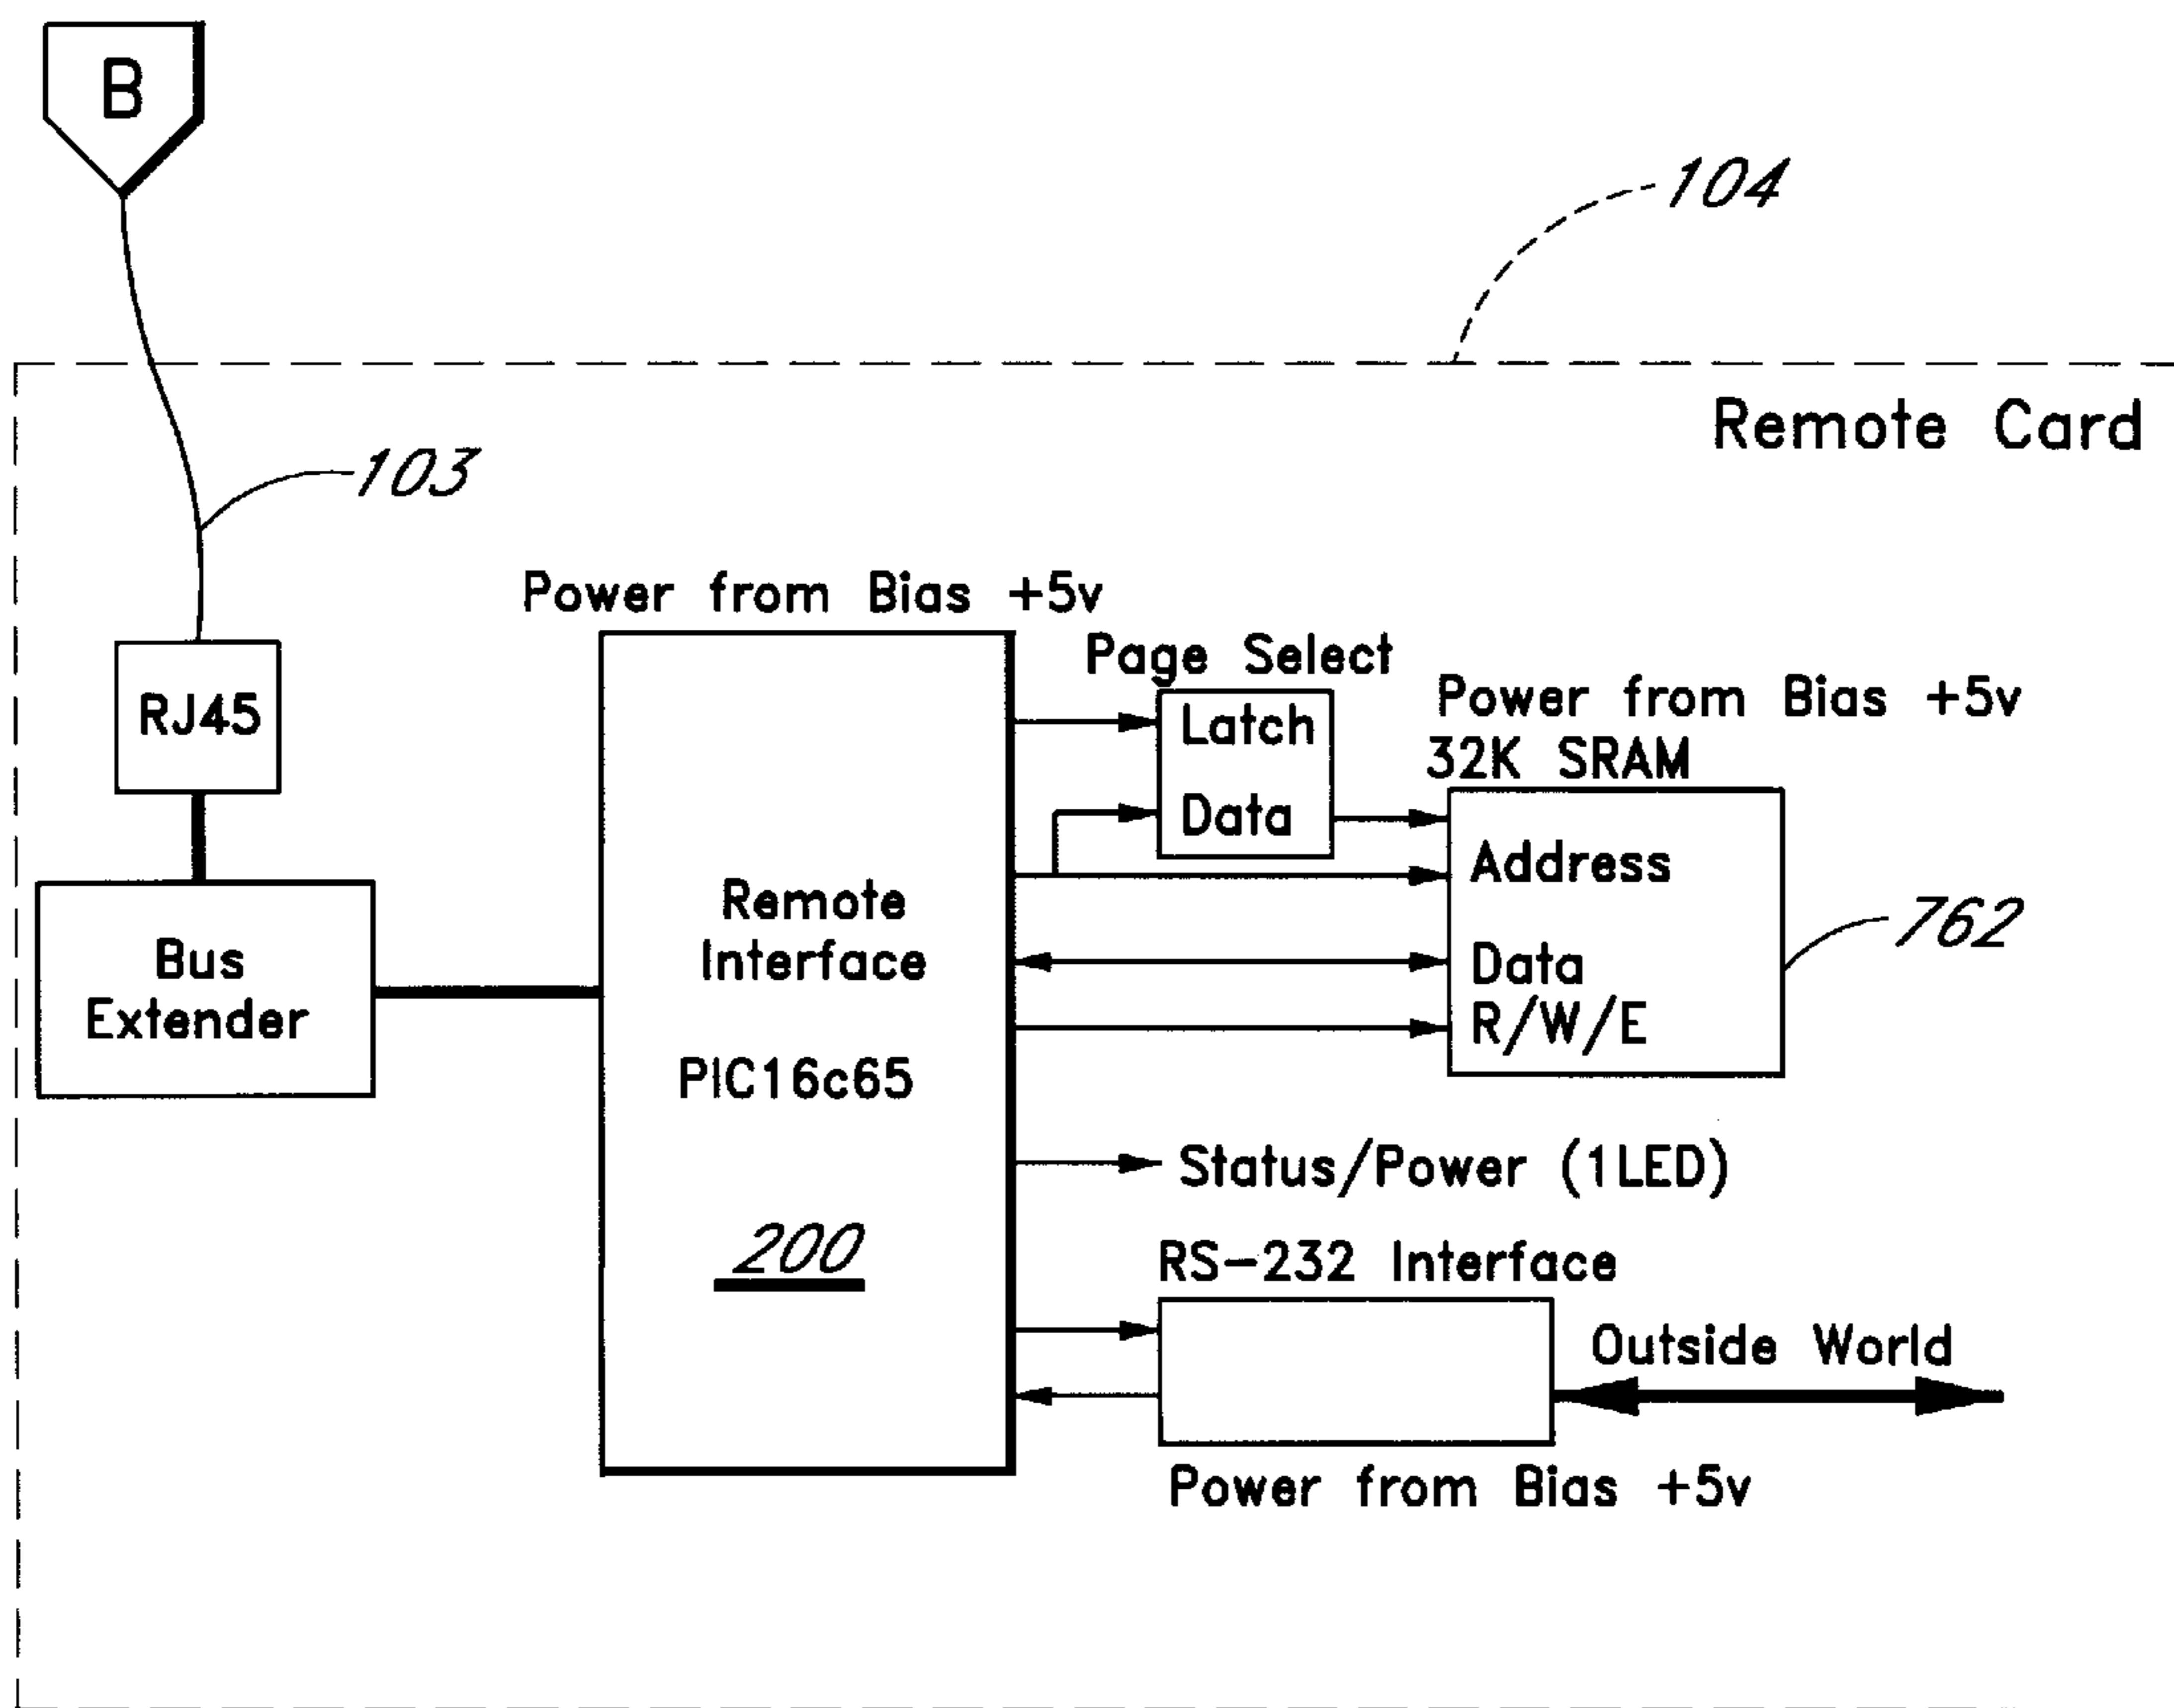 B
104
Remote Card
103
Power from Bias +5v
Page Select
RJ45
Latch
Power from Bias +5v
32K SRAM
Data
Address
Remote
Interface
762
Bus
Extender
Data
R/W/E
PIC16c65
Status/Power (1LED)
200
RS-232 Interface
Outside World
Power from Bias +5v